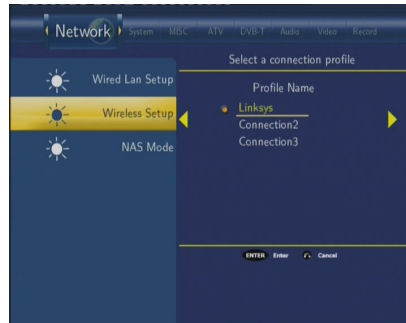 Network System MISC ATV DVB-T Audio Video Record
Select a connection profile
Wired Lan Setup
Profile Name
Wireless Setup
Linksys
Connection2
NAS Mode
Connection3
ENTER Enter Cancel